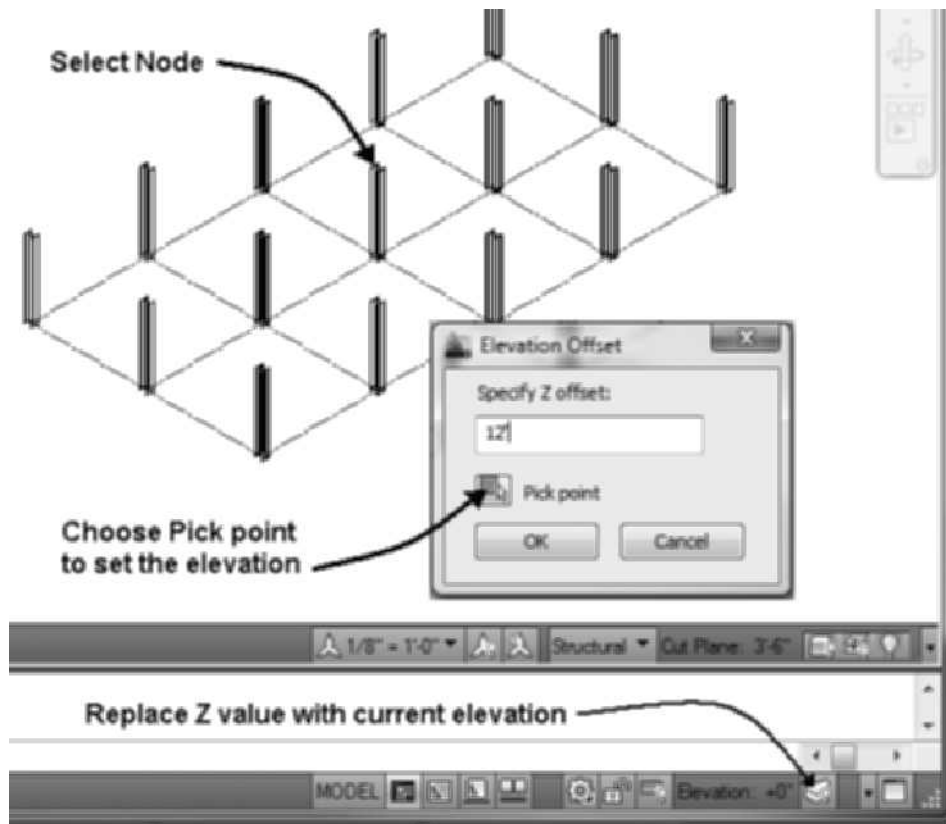 Select Node
Elevation Offset
Specify Z offset:
12'
Pick point
OK Cancel
Choose Pick point
to set the elevation
1/8" = 1'-0" Structural Cut Plane: 3'-6"
Replace Z value with current elevation
MODEL Elevation: +0"